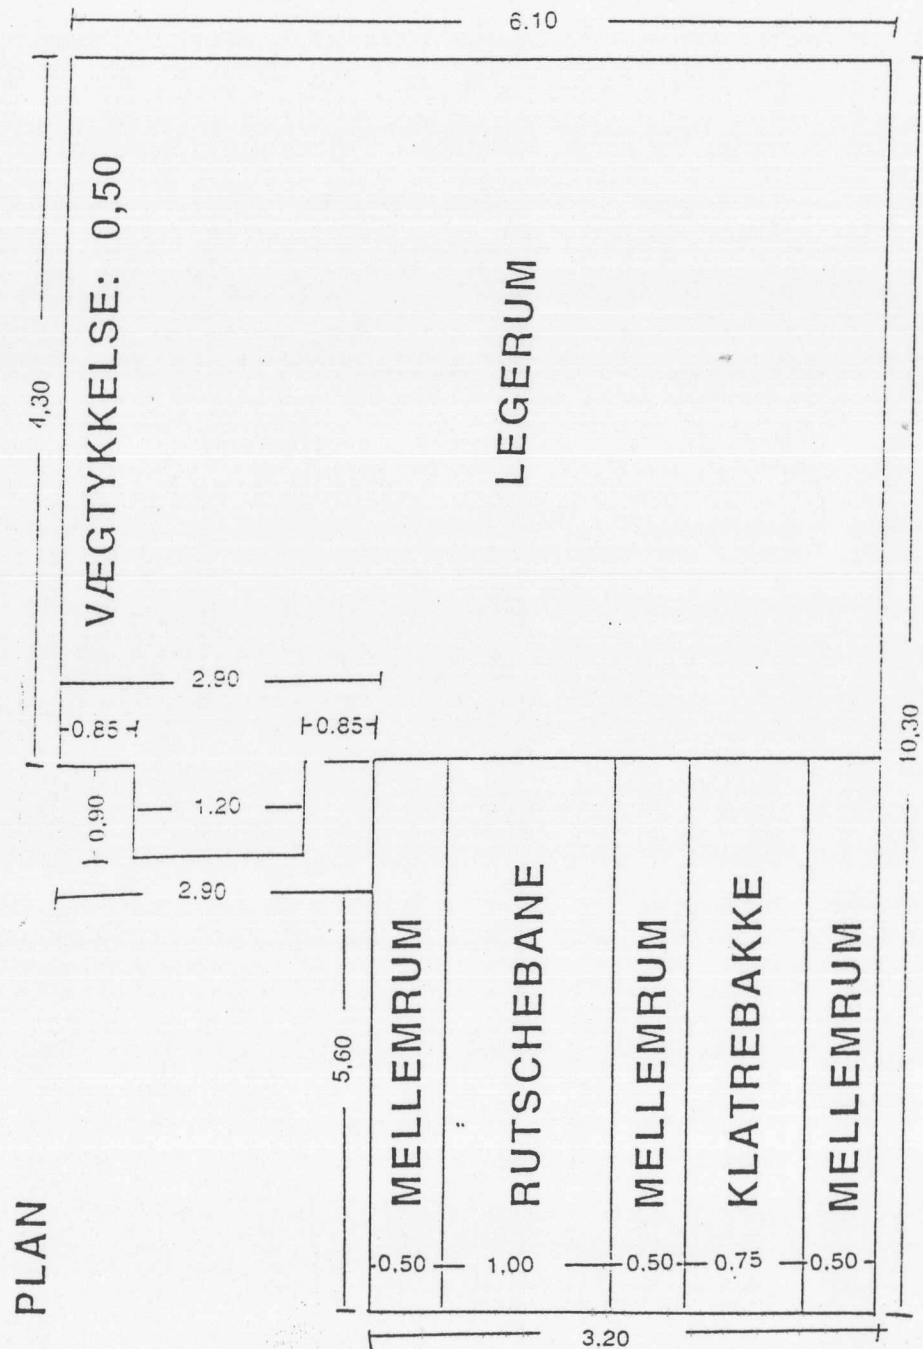 PLAN
6.10
4,30
VÆGTYKKELSE: 0,50
LEGERUM
2.90
0.85
0.85
0,90
1.20
2.90
10,30
5,60
MELLEMRUM
RUTSCHEBANE
MELLEMRUM
KLATREBAKKE
MELLEMRUM
0,50
1,00
0,50
0,75
0,50
3.20